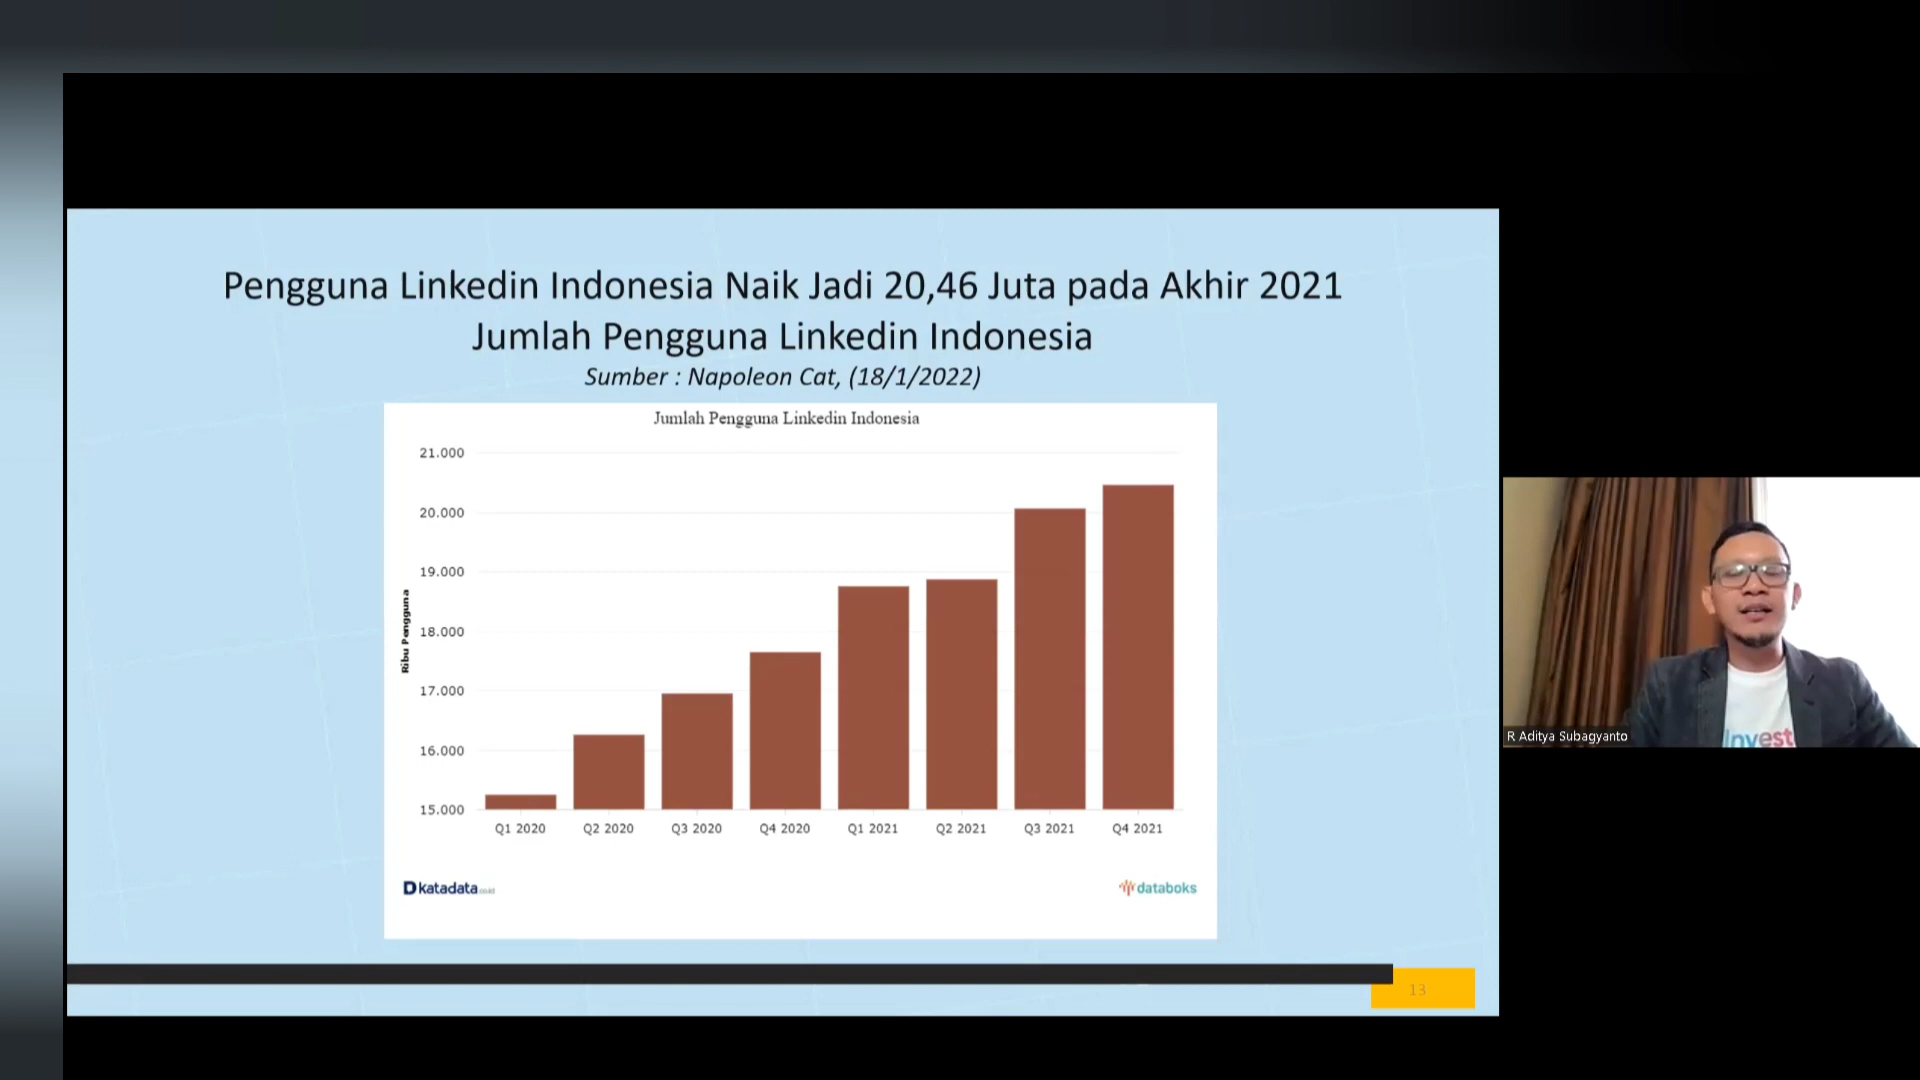 Pengguna Linkedin Indonesia Naik Jadi 20,46 Juta pada Akhir 2021
Jumlah Pengguna Linkedin Indonesia
Sumber : Napoleon Cat, (18/1/2022)
Jumlah Pengguna Linkedin Indonesia
21.000
20.000
19.000
18.000
17.000
16.000
15.000
Ribu Pengguna
Q1 2020
Q2 2020
Q3 2020
Q4 2020
Q1 2021
Q2 2021
Q3 2021
Q4 2021
katadata
databoks
13
Invest
R Aditya Subagyanto